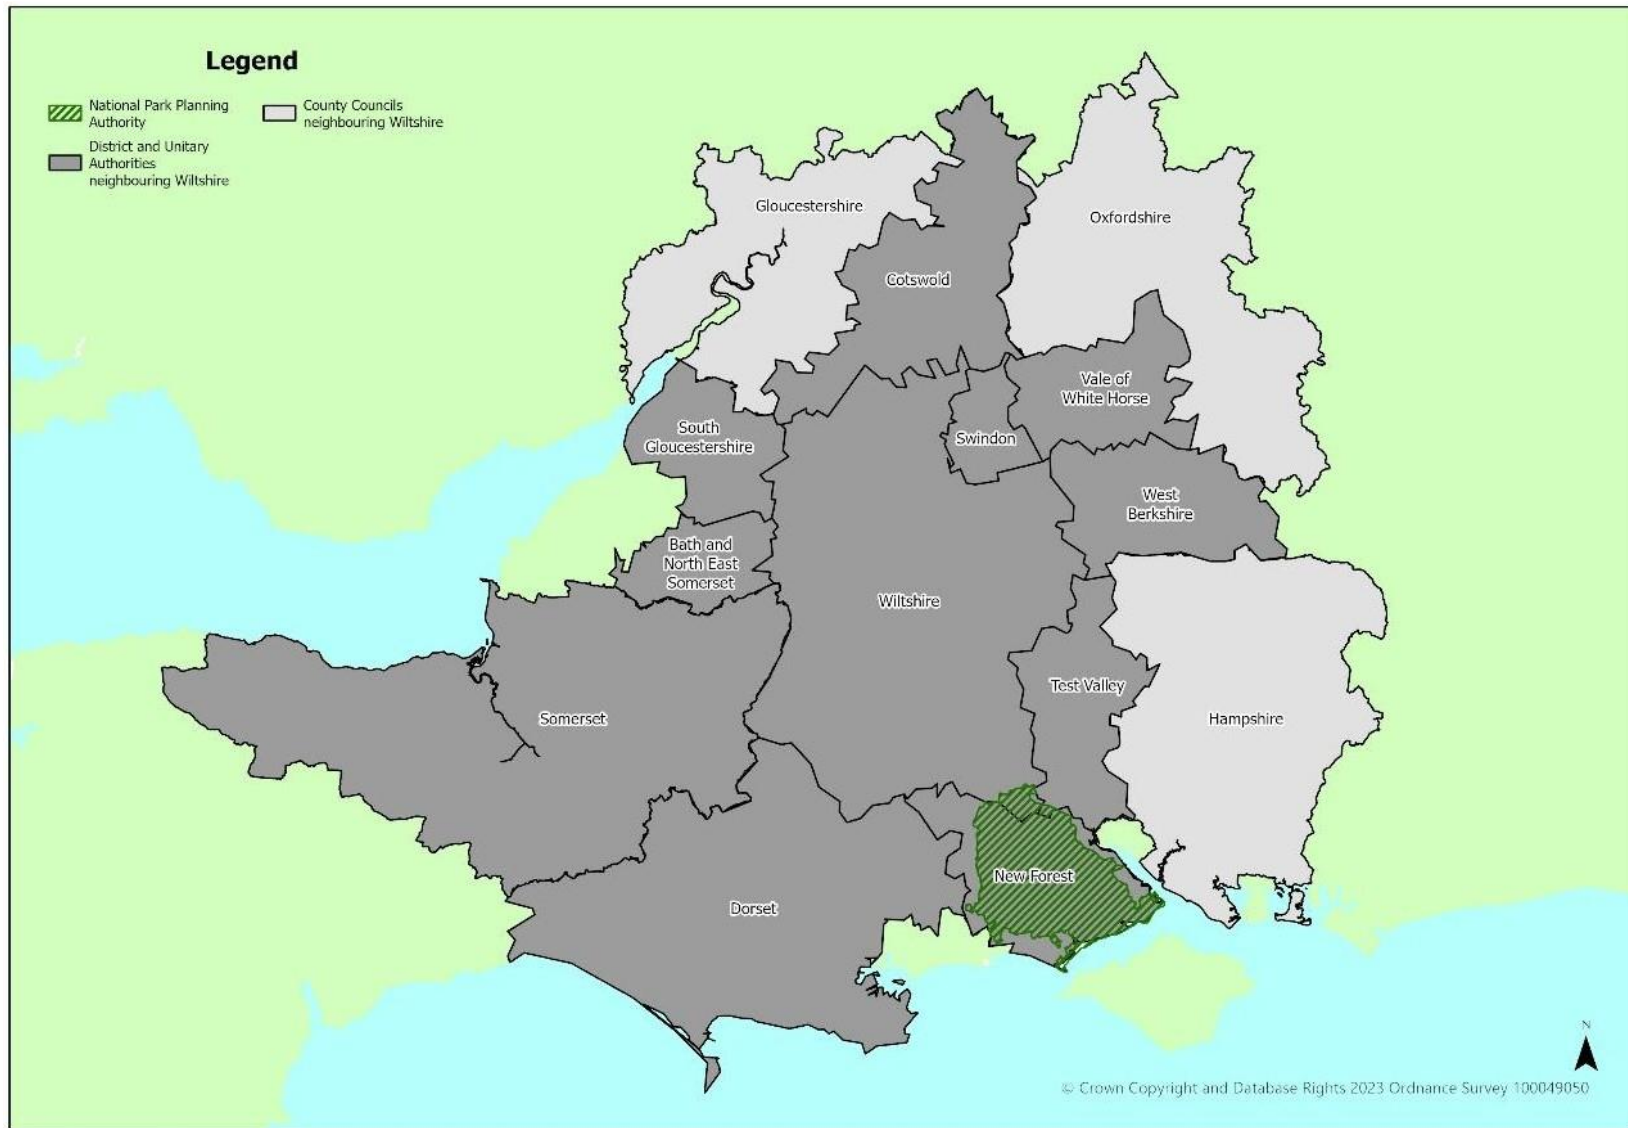 Legend
National Park Planning
Authority
County Councils
neighbouring Wiltshire
District and Unitary
Authorities
neighbouring Wiltshire
Gloucestershire
Oxfordshire
Cotswold
Vale of
White Horse
South
Gloucestershire
Swindon
West
Berkshire
Bath and
North East
Somerset
Wiltshire
Test Valley
Somerset
Hampshire
New Forest
Dorset
N
© Crown Copyright and Database Rights 2023 Ordnance Survey 100049050